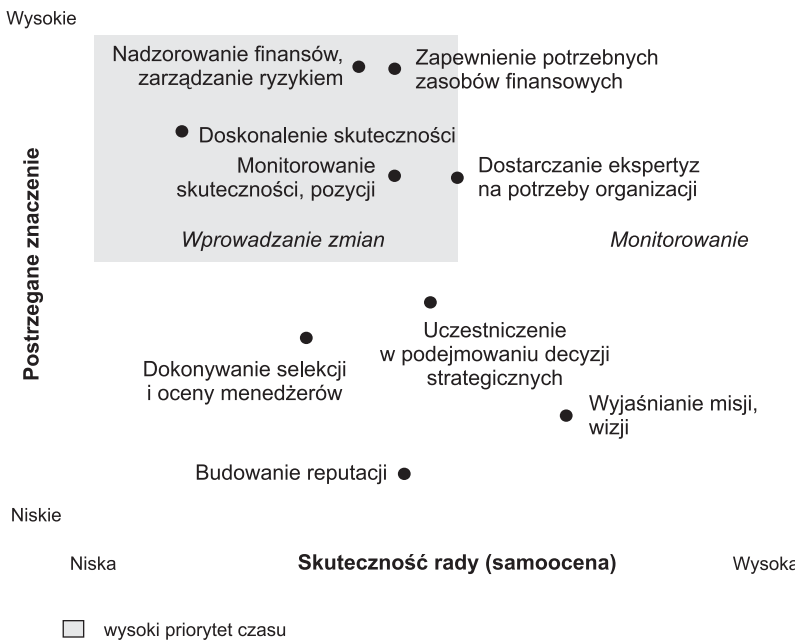 Wysokie
Nadzorowanie finansów,
zarządzanie ryzykiem
Zapewnienie potrzebnych
zasobów finansowych
Doskonalenie skuteczności
Monitorowanie
skuteczności, pozycji
Dostarczanie ekspertyz
na potrzeby organizacji
Wprowadzanie zmian
Monitorowanie
Postrzegane znaczenie
Uczestniczenie
w podejmowaniu decyzji
strategicznych
Dokonywanie selekcji
i oceny menedżerów
Wyjaśnianie misji,
wizji
Budowanie reputacji
Niskie
Niska
Skuteczność rady (samoocena)
Wysoka
wysoki priorytet czasu